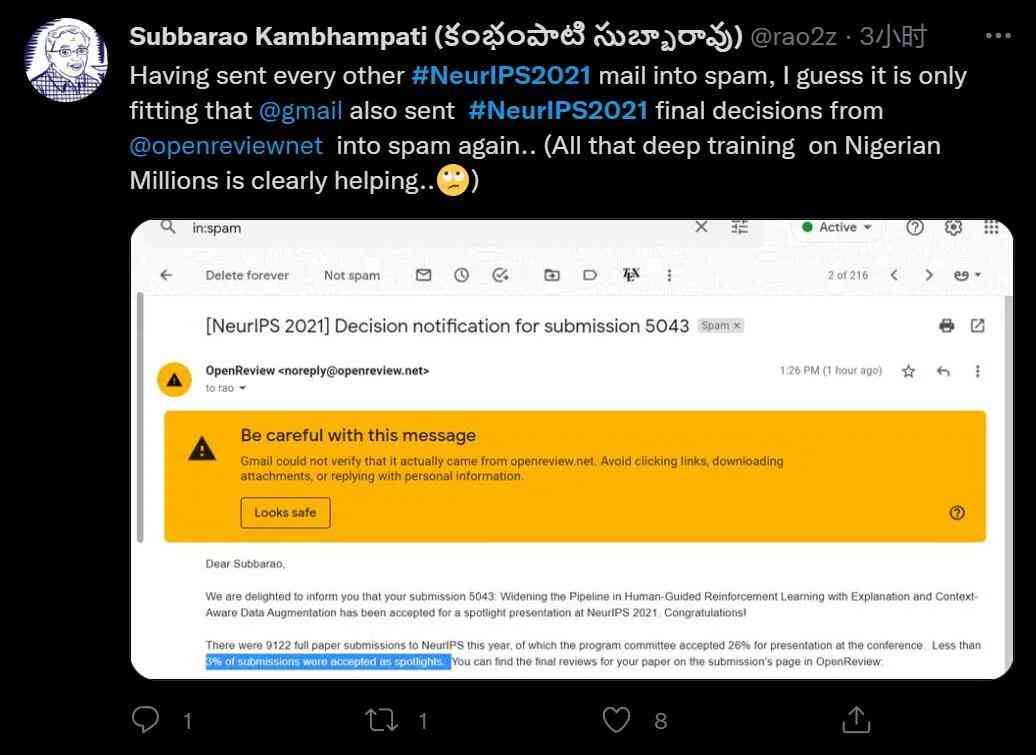 Subbarao Kambhampati (కంభంపాటి సుబ్బారావు) @rao2z · 3小时
Having sent every other #NeurIPS2021 mail into spam, I guess it is only
fitting that @gmail also sent #NeurIPS2021 final decisions from
@openreviewnet into spam again.. (All that deep training on Nigerian
Millions is clearly helping..🙄)
in:spam
Active
Delete forever Not spam TEX 2 of 216
[NeurIPS 2021] Decision notification for submission 5043 Spam ×
OpenReview <noreply@openreview.net> 1:26 PM (1 hour ago)
to rao
Be careful with this message
Gmail could not verify that it actually came from openreview.net. Avoid clicking links, downloading
attachments, or replying with personal information.
Looks safe
Dear Subbarao,
We are delighted to inform you that your submission 5043: Widening the Pipeline in Human-Guided Reinforcement Learning with Explanation and Context-
Aware Data Augmentation has been accepted for a spotlight presentation at NeurIPS 2021. Congratulations!
There were 9122 full paper submissions to NeurIPS this year, of which the program committee accepted 26% for presentation at the conference. Less than
3% of submissions were accepted as spotlights. You can find the final reviews for your paper on the submission's page in OpenReview:
1 1 8